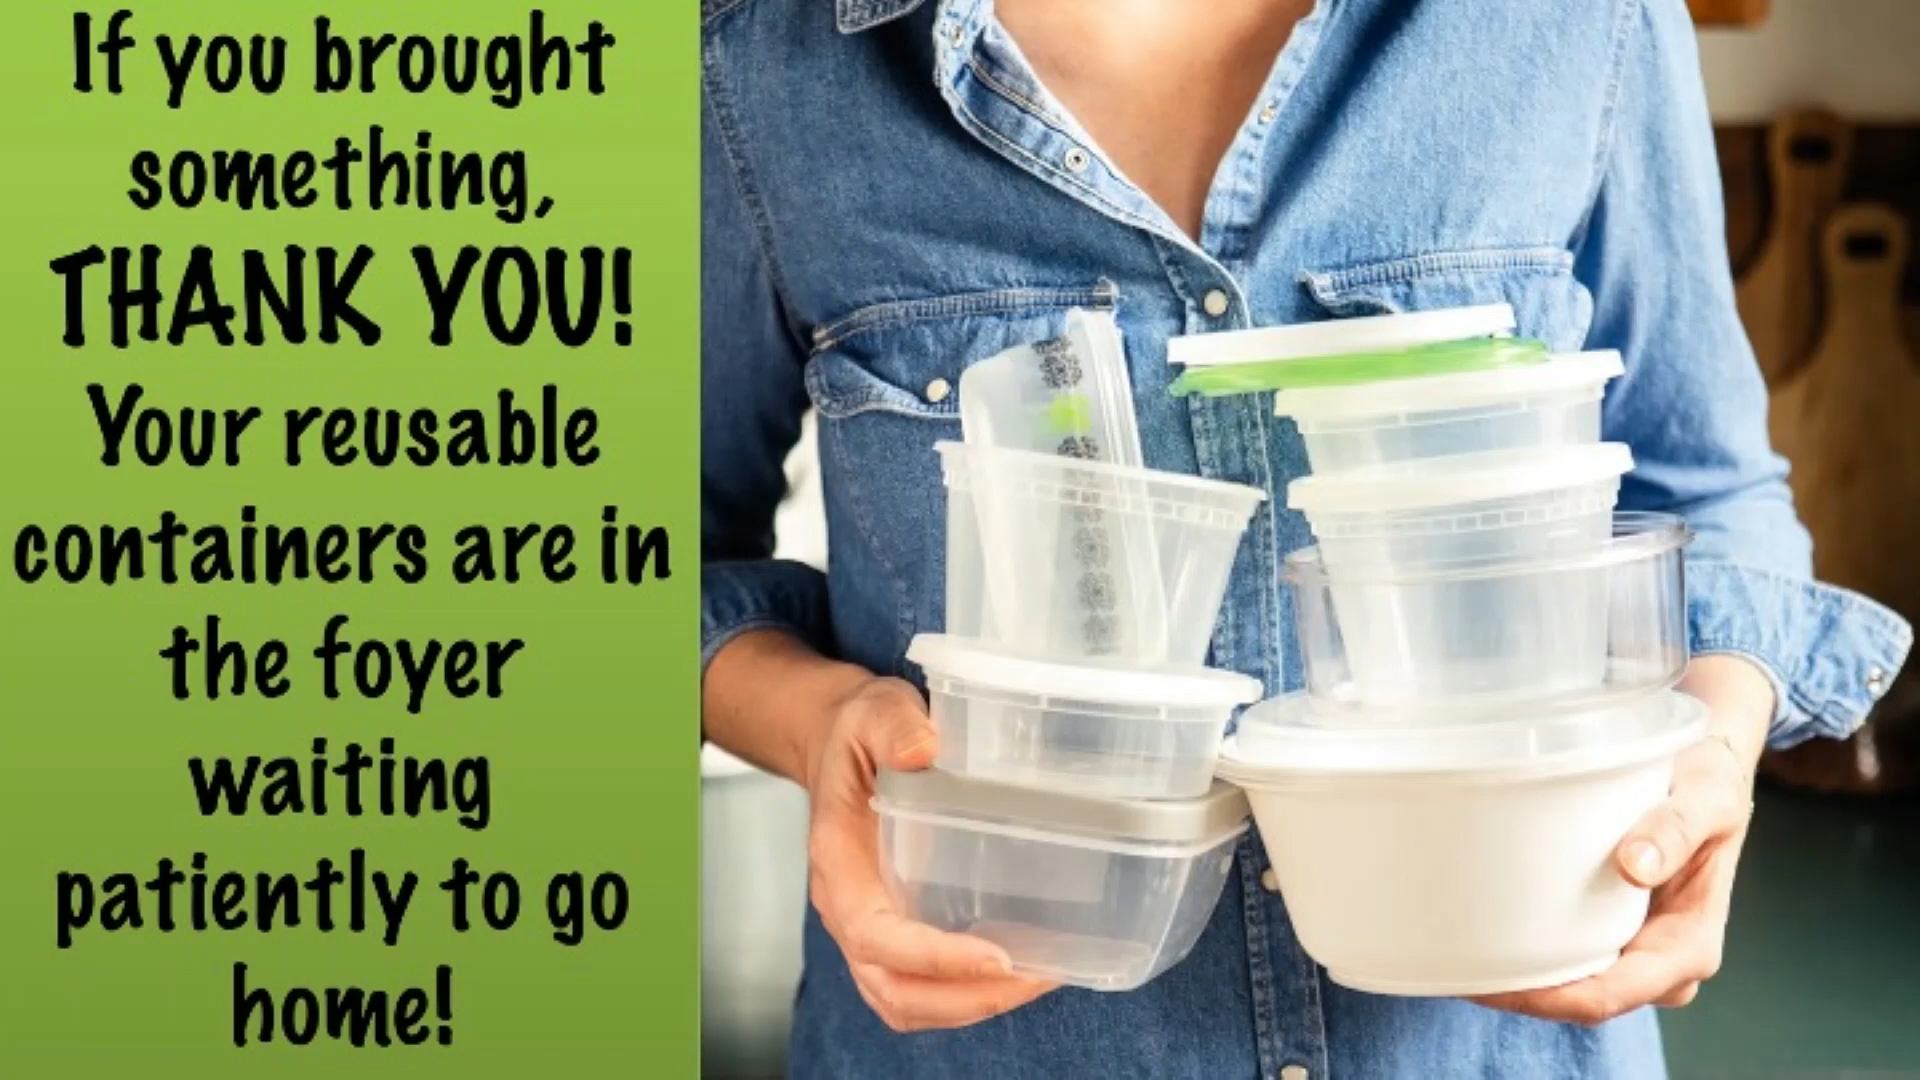 If you brought
something,
THANK YOU!
Your reusable
containers are in
the foyer
waiting
patiently to go
home!